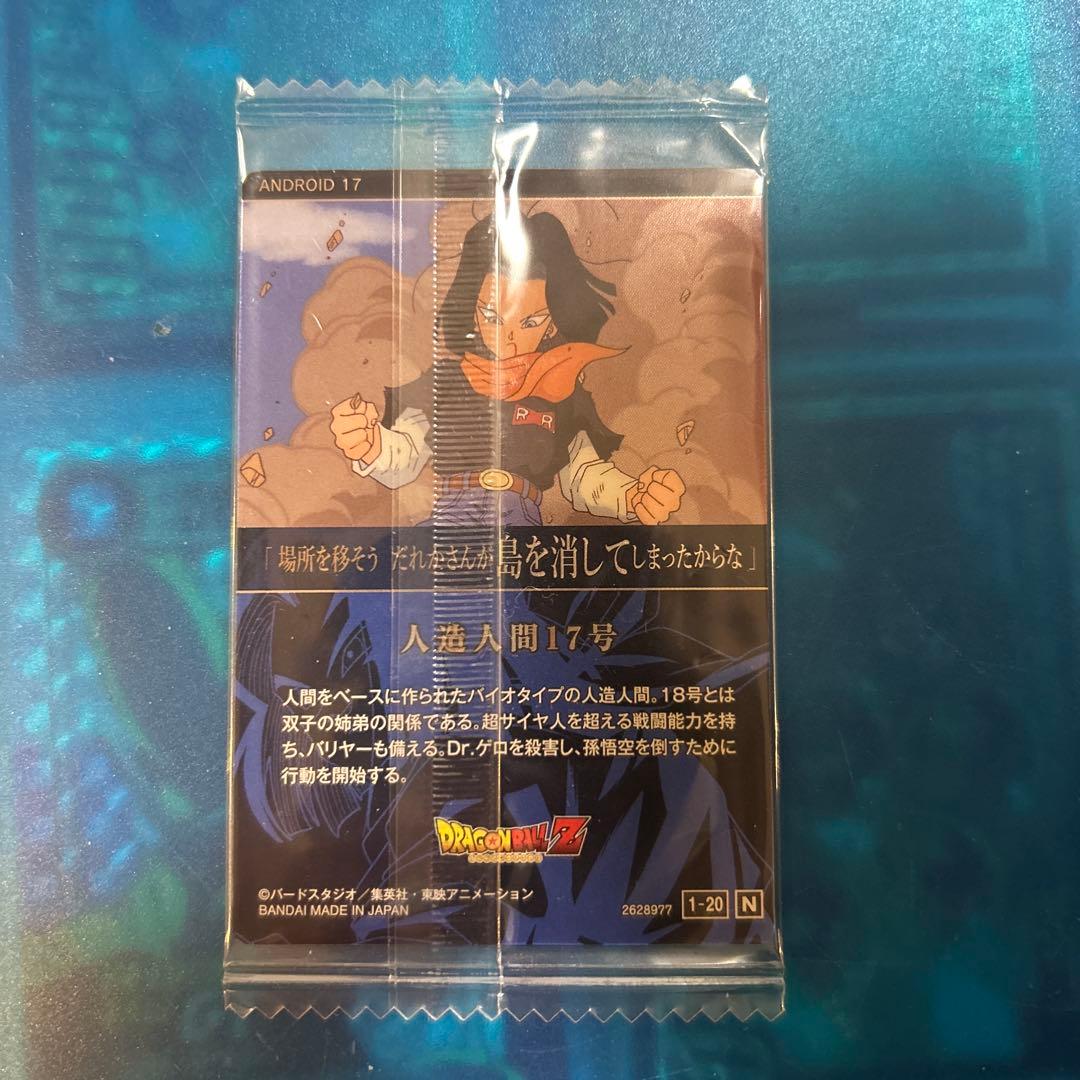 ANDROID 17
R R
「場所を移そう だれかさんが島を消してしまったからな」
人造人間17号
人間をベースに作られたバイオタイプの人造人間。18号とは
双子の姉弟の関係である。超サイヤ人を超える戦闘能力を持
ち、バリヤーも備える。Dr.ゲロを殺害し、孫悟空を倒すために
行動を開始する。
DRAGON BALL Z
©バードスタジオ／集英社・東映アニメーション
BANDAI MADE IN JAPAN
2628977 1-20 N